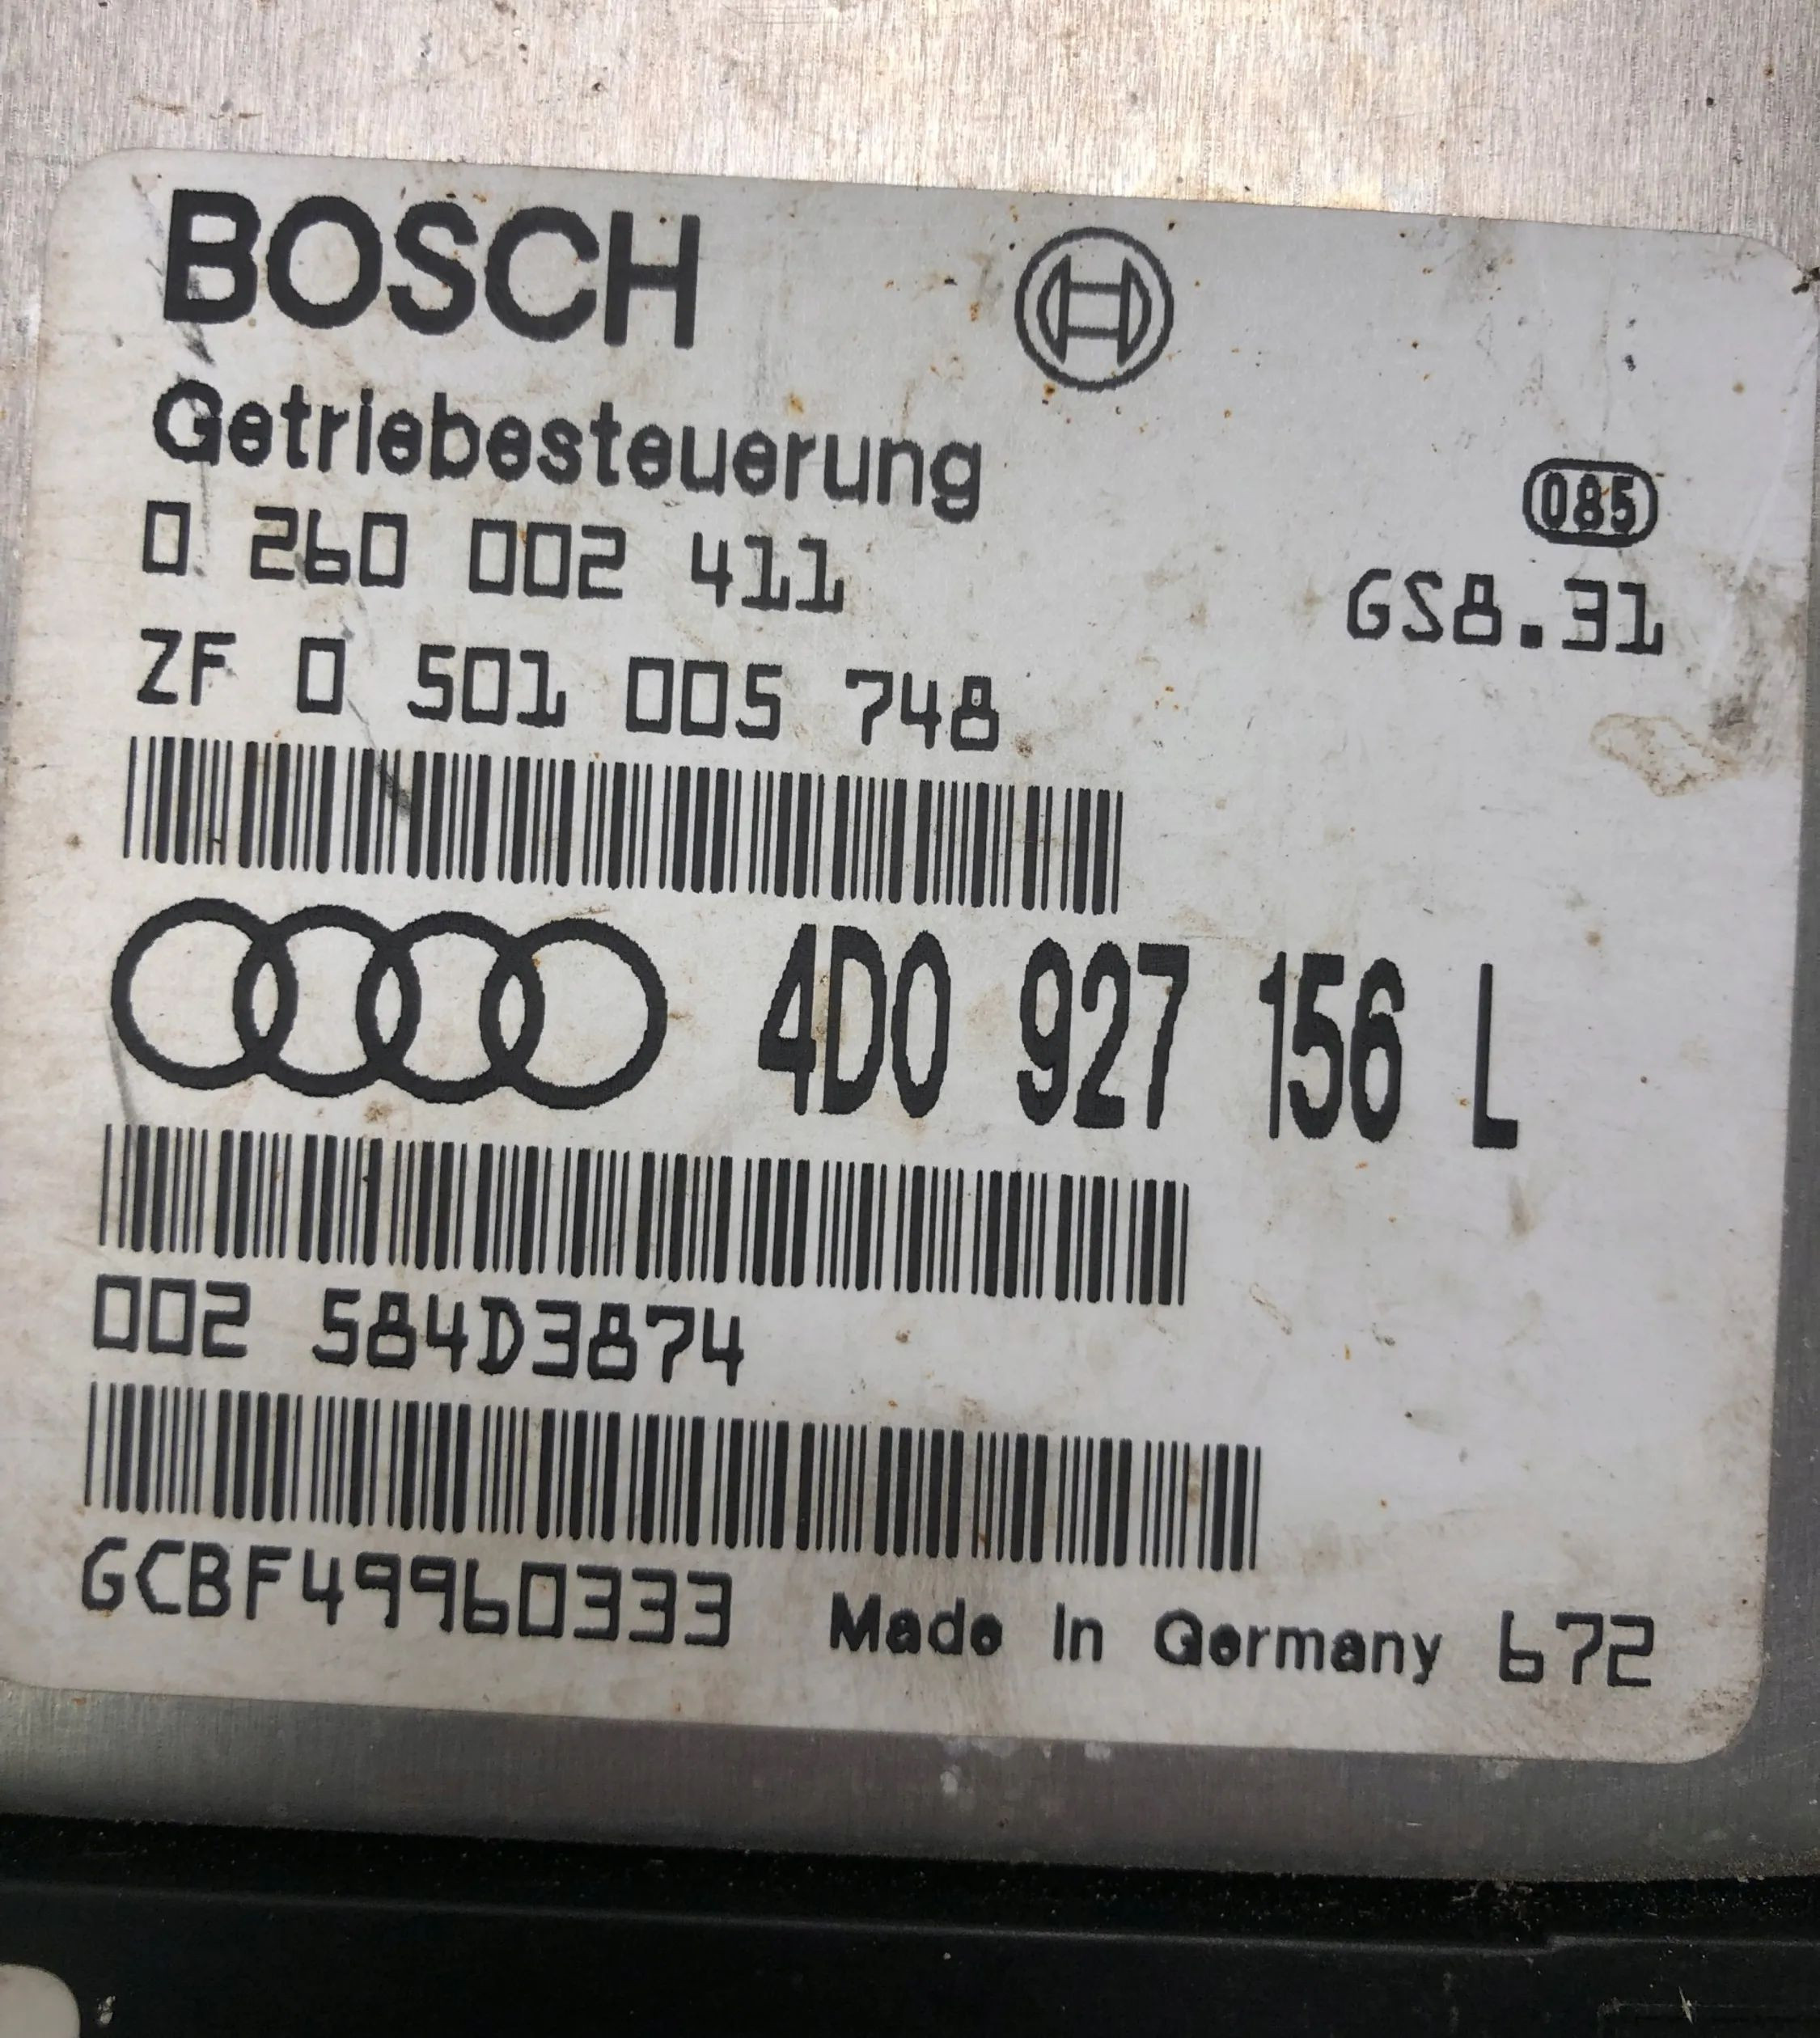 BOSCH
Getriebesteuerung
085
0 260 002 411
GS8.31
ZF 0 501 005 748
4D0 927 156 L
002 584D3874
GCBF49960333 Made in Germany 672